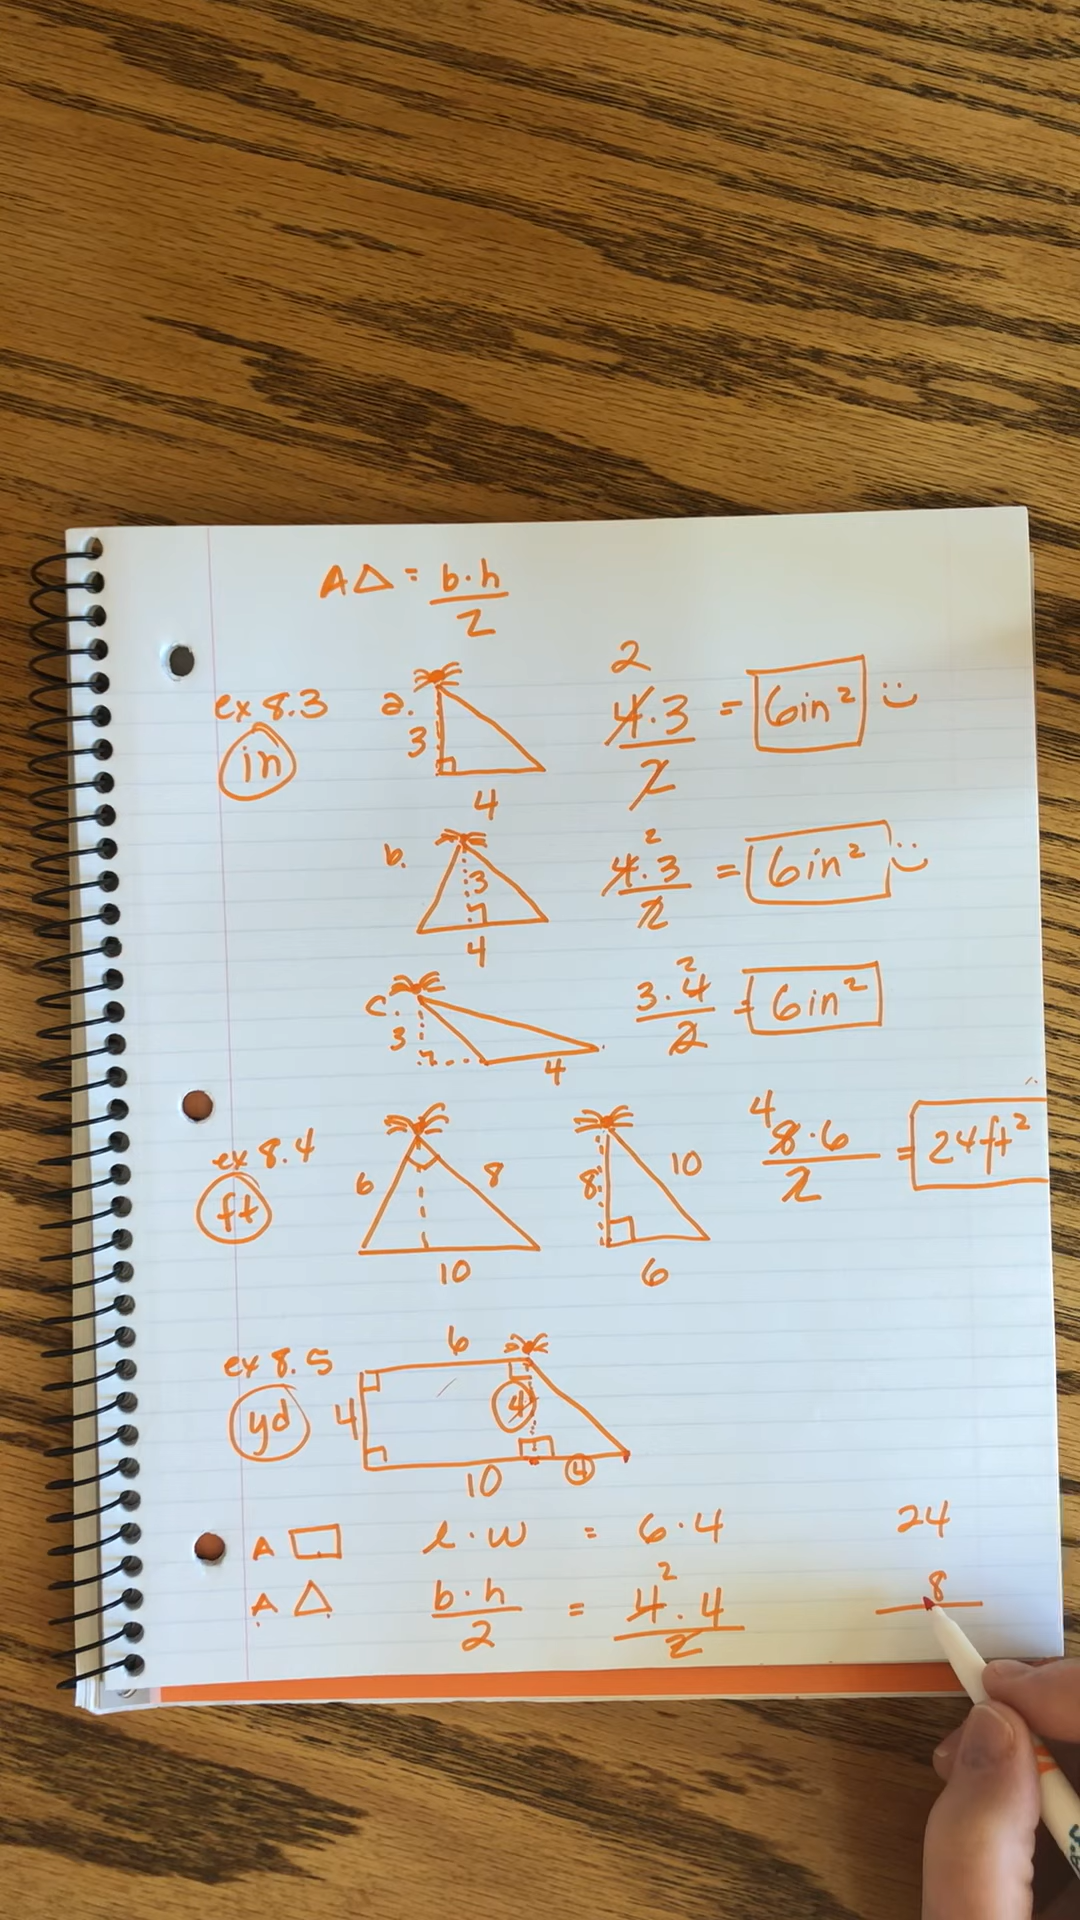 A△ = b·h / 2
ex 8.3
in
a.
3
4
2
4·3 / 2 = 6in²
b.
3
4
2
4·3 / 2 = 6in²
c.
3
4
2
3·4 / 2 = 6in²
ex 8.4
ft
6
8
10
8
10
6
4
8·6 / 2 = 24ft²
ex 8.5
yd
6
4
4
10
4
A □ l·w = 6·4 24
2
A △ b·h / 2 = 4·4 / 2 8